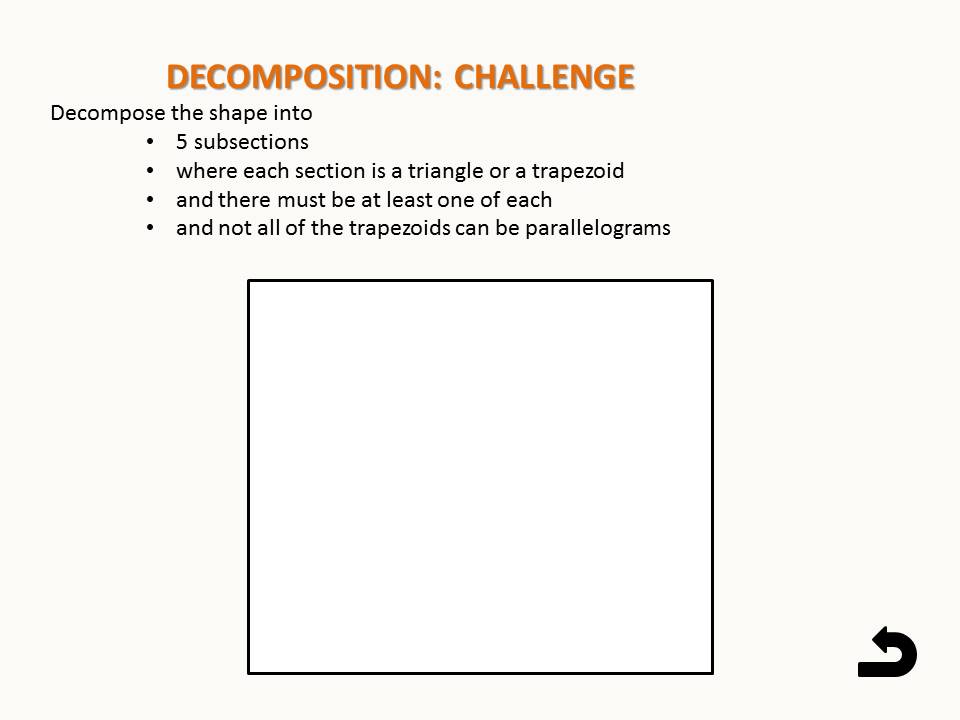 DECOMPOSITION: CHALLENGE
Decompose the shape into
• 5 subsections
• where each section is a triangle or a trapezoid
• and there must be at least one of each
• and not all of the trapezoids can be parallelograms